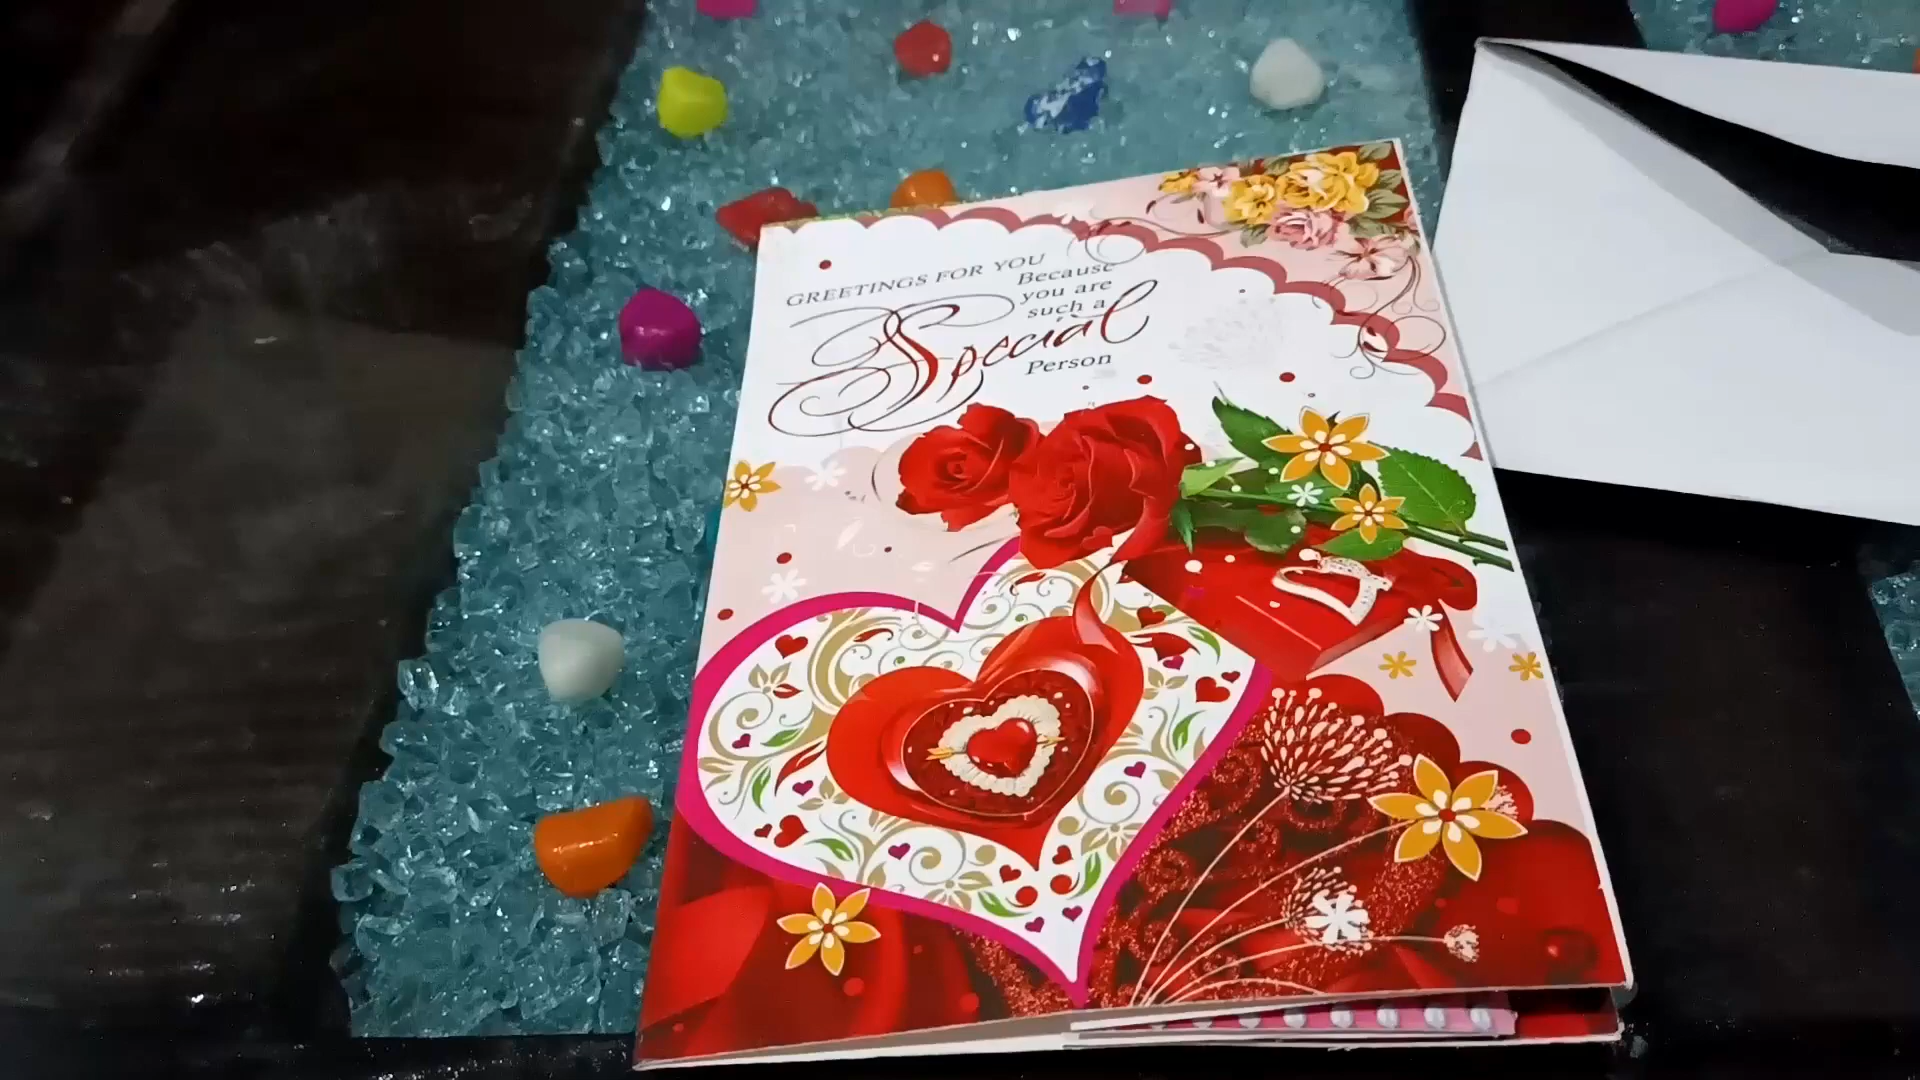 GREETINGS FOR YOU
Because
you are
such a
Special
Person